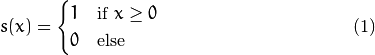 s(x) = { 1 if x ≥ 0
0 else (1)